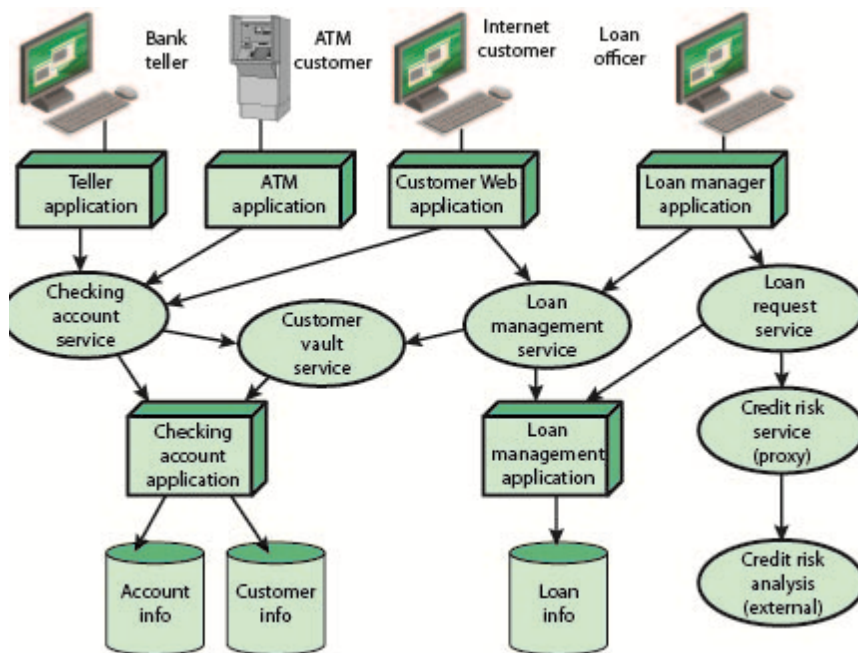 Bank
teller
ATM
customer
Internet
customer
Loan
officer
Teller
application
ATM
application
Customer Web
application
Loan manager
application
Checking
account
service
Customer
vault
service
Loan
management
service
Loan
request
service
Checking
account
application
Loan
management
application
Credit risk
service
(proxy)
Account
info
Customer
info
Loan
info
Credit risk
analysis
(external)